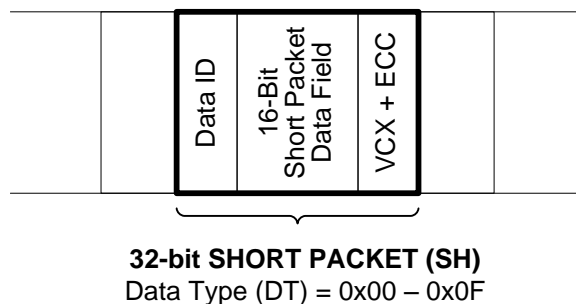 Data ID
16-Bit
Short Packet
Data Field
VCX + ECC
32-bit SHORT PACKET (SH)
Data Type (DT) = 0x00 – 0x0F